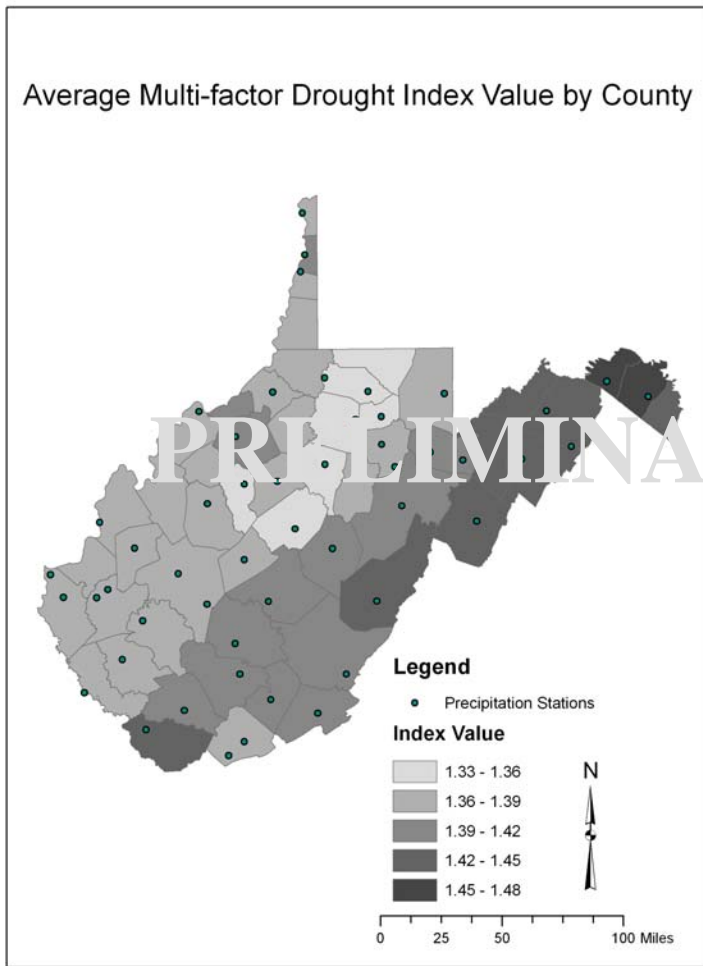 Average Multi-factor Drought Index Value by County
PRELIMINA
Legend
Precipitation Stations
Index Value
1.33 - 1.36
1.36 - 1.39
1.39 - 1.42
1.42 - 1.45
1.45 - 1.48
N
0 25 50 100 Miles